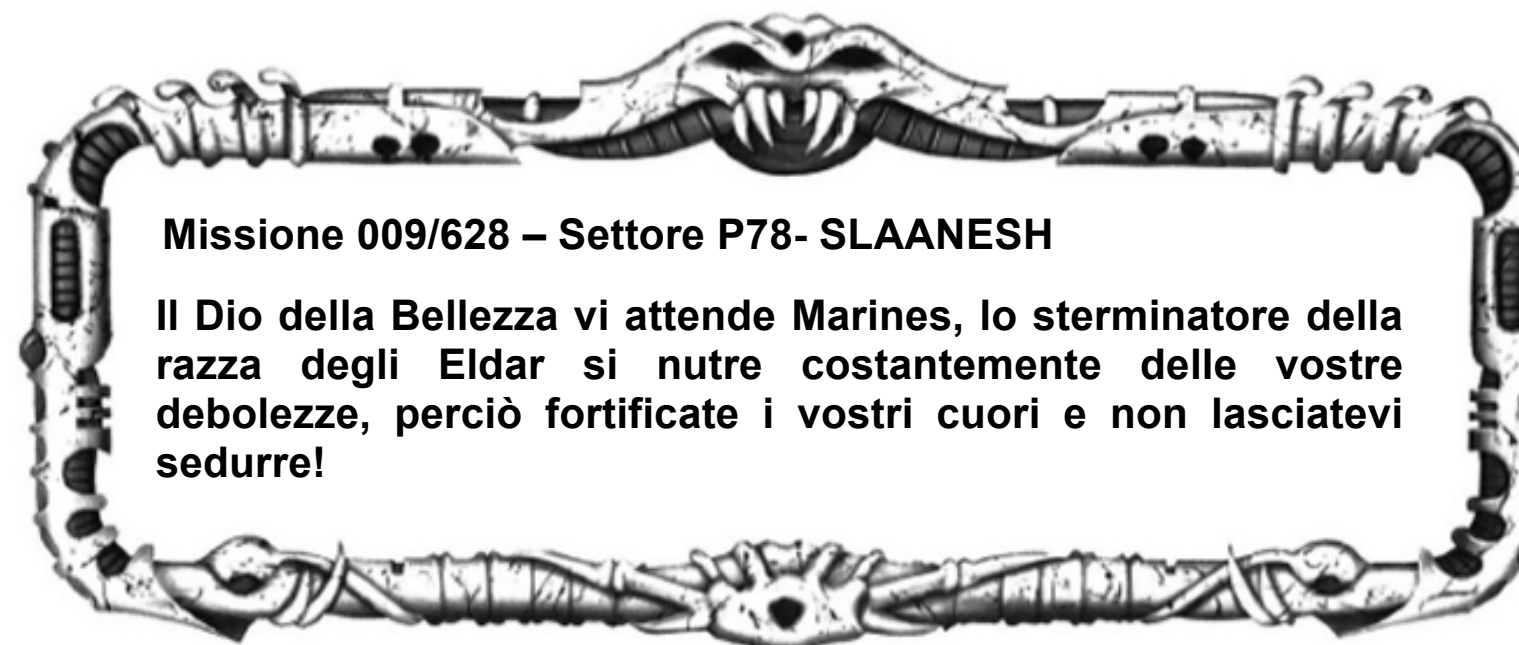 Missione 009/628 – Settore P78- SLAANESH
Il Dio della Bellezza vi attende Marines, lo sterminatore della
razza degli Eldar si nutre costantemente delle vostre
debolezze, perciò fortificate i vostri cuori e non lasciatevi
sedurre!